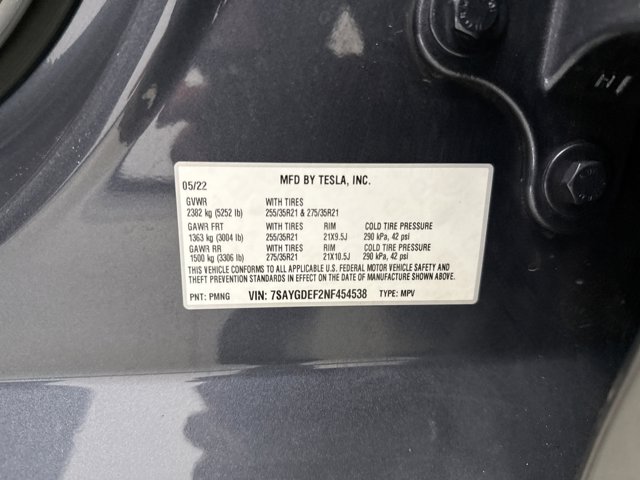 MFD BY TESLA, INC.
05/22
GVWR WITH TIRES
2382 kg (5252 lb) 255/35R21 & 275/35R21
GAWR FRT WITH TIRES RIM COLD TIRE PRESSURE
1363 kg (3004 lb) 255/35R21 21X9.5J 290 kPa, 42 psi
GAWR RR WITH TIRES RIM COLD TIRE PRESSURE
1500 kg (3306 lb) 275/35R21 21X10.5J 290 kPa, 42 psi
THIS VEHICLE CONFORMS TO ALL APPLICABLE U.S. FEDERAL MOTOR VEHICLE SAFETY AND
THEFT PREVENTION STANDARDS IN EFFECT ON THE DATE OF MANUFACTURE SHOWN ABOVE.
PNT: PMNG VIN: 7SAYGDEF2NF454538 TYPE: MPV